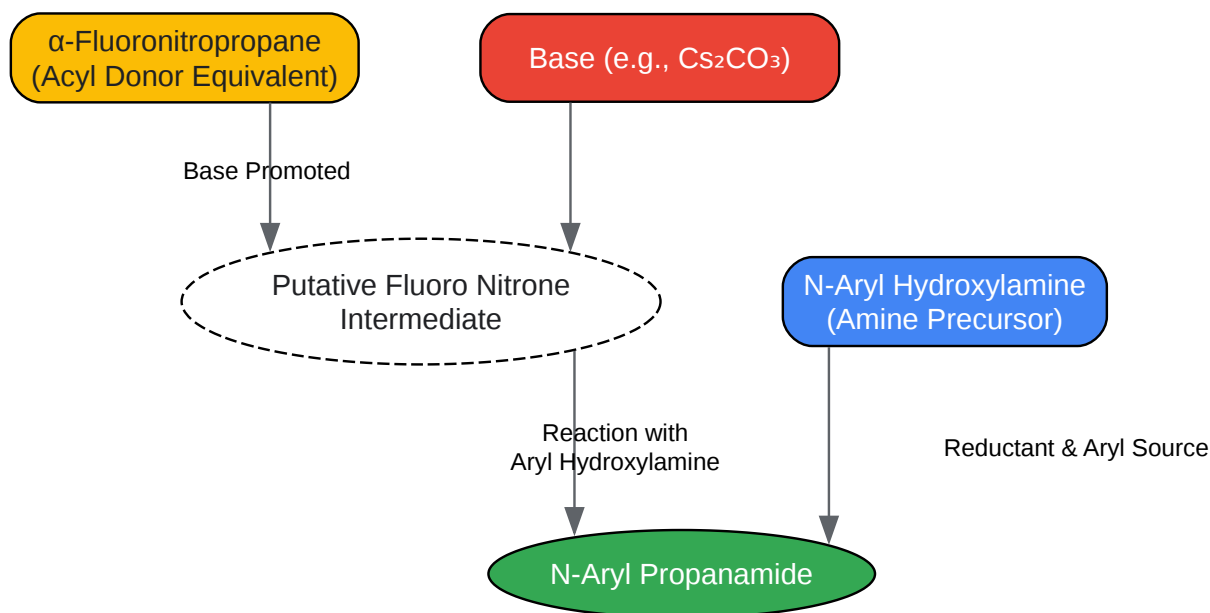 α-Fluoronitropropane
(Acyl Donor Equivalent)
Base (e.g., Cs₂CO₃)
Base Promoted
Putative Fluoro Nitrone
Intermediate
N-Aryl Hydroxylamine
(Amine Precursor)
Reaction with
Aryl Hydroxylamine
Reductant & Aryl Source
N-Aryl Propanamide